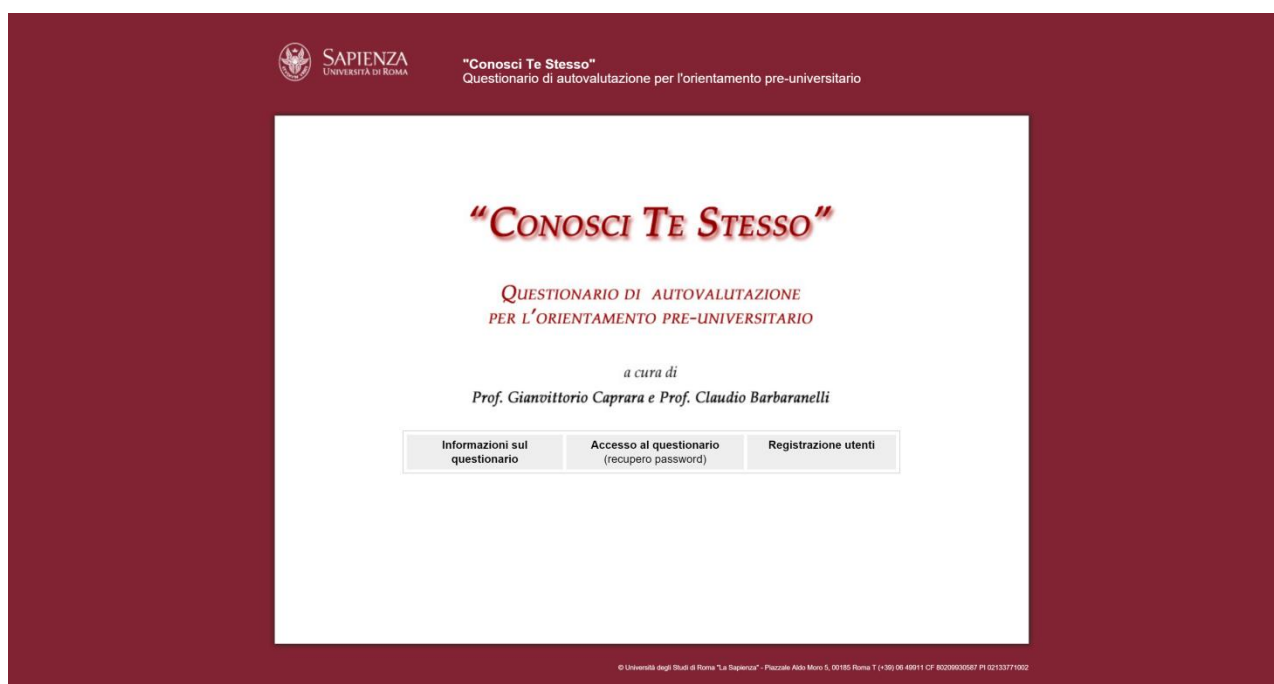 SAPIENZA
UNIVERSITÀ DI ROMA
"Conosci Te Stesso"
Questionario di autovalutazione per l'orientamento pre-universitario
“CONOSCI TE STESSO”
QUESTIONARIO DI AUTOVALUTAZIONE
PER L'ORIENTAMENTO PRE-UNIVERSITARIO
a cura di
Prof. Gianvittorio Caprara e Prof. Claudio Barbaranelli
Informazioni sul questionario
Accesso al questionario
(recupero password)
Registrazione utenti
© Università degli Studi di Roma "La Sapienza" - Piazzale Aldo Moro 5, 00185 Roma T (+39) 06 49911 CF 80209930587 PI 02133771002